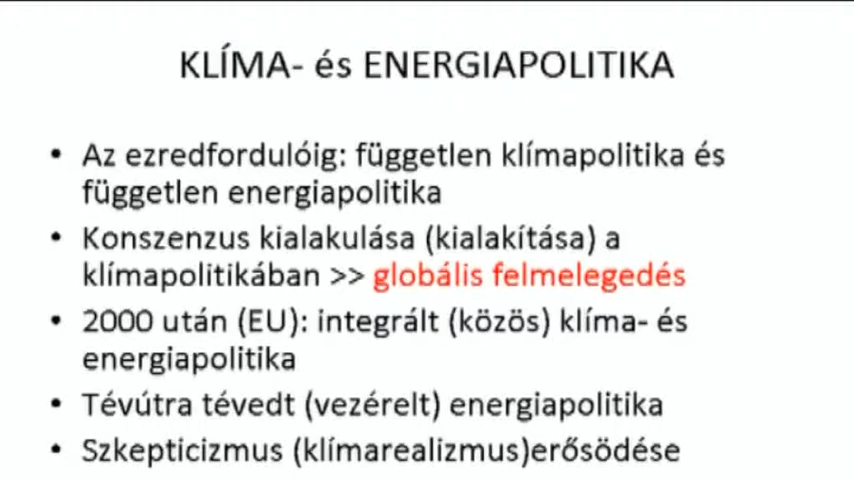 KLÍMA- és ENERGIAPOLITIKA
• Az ezredfordulóig: független klímapolitika és
független energiapolitika
• Konszenzus kialakulása (kialakítása) a
klímapolitikában >> globális felmelegedés
• 2000 után (EU): integrált (közös) klíma- és
energiapolitika
• Tévútra tévedt (vezérelt) energiapolitika
• Szkepticizmus (klímarealizmus)erősödése